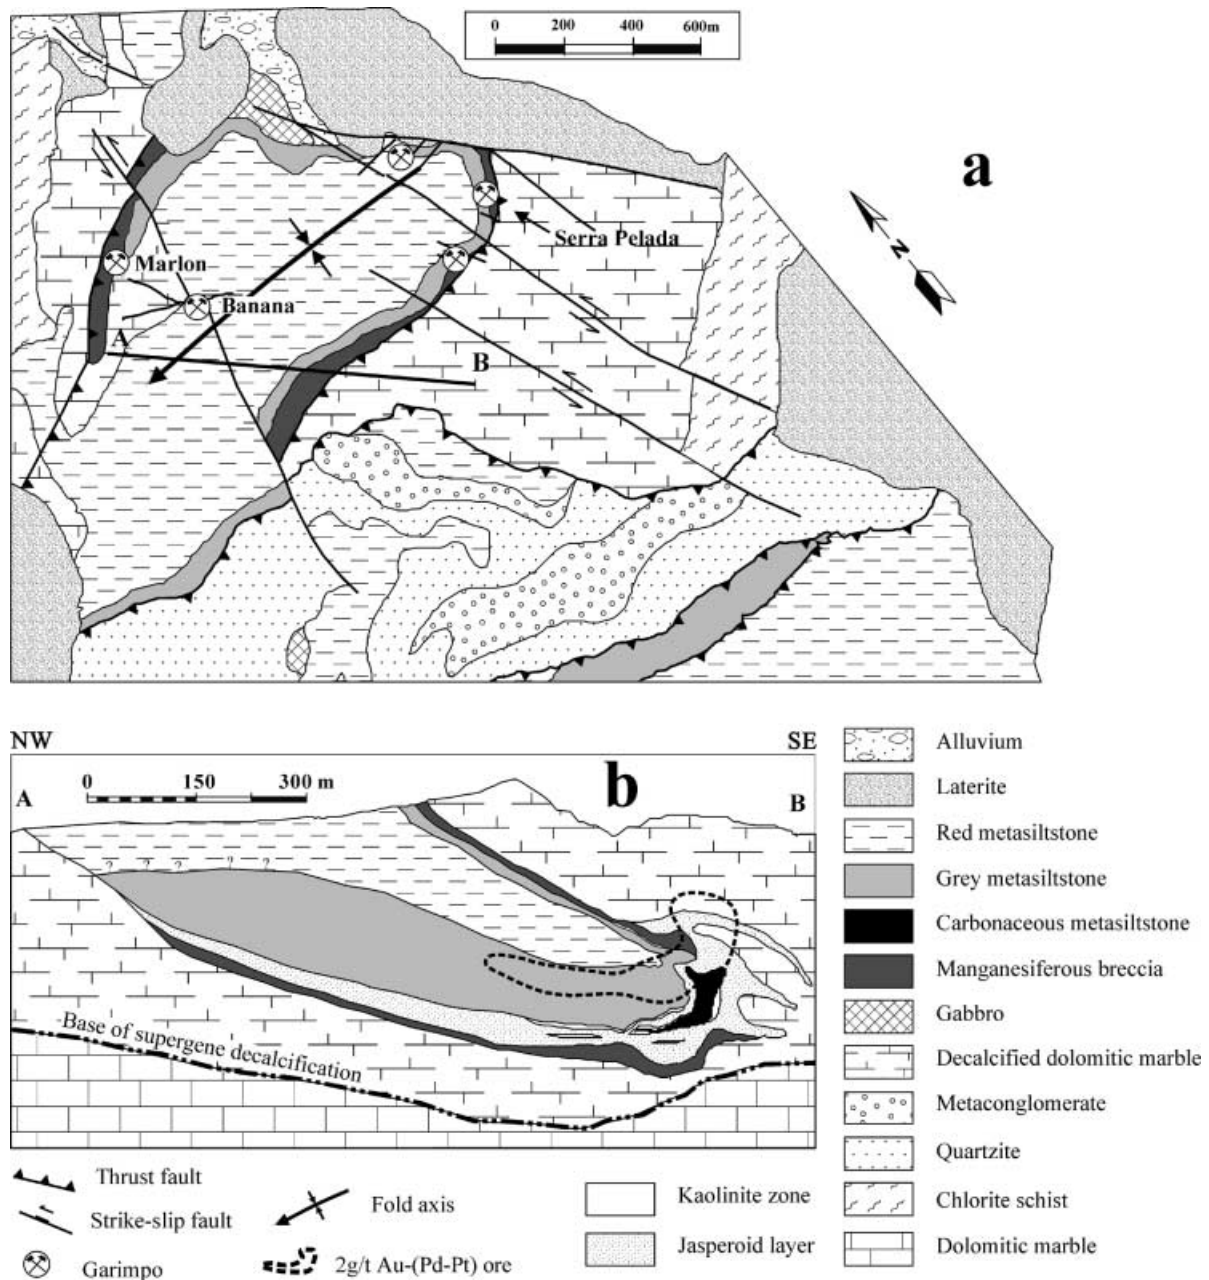 0 200 400 600m
a
N
Serra Pelada
Marlon
Banana
A
B
NW SE
0 150 300 m
b
A B
? ? ? ? ?
Base of supergene decalcification
Alluvium
Laterite
Red metasiltstone
Grey metasiltstone
Carbonaceous metasiltstone
Manganesiferous breccia
Gabbro
Decalcified dolomitic marble
Metaconglomerate
Quartzite
Chlorite schist
Dolomitic marble
Thrust fault
Strike-slip fault
Garimpo
Fold axis
2g/t Au-(Pd-Pt) ore
Kaolinite zone
Jasperoid layer